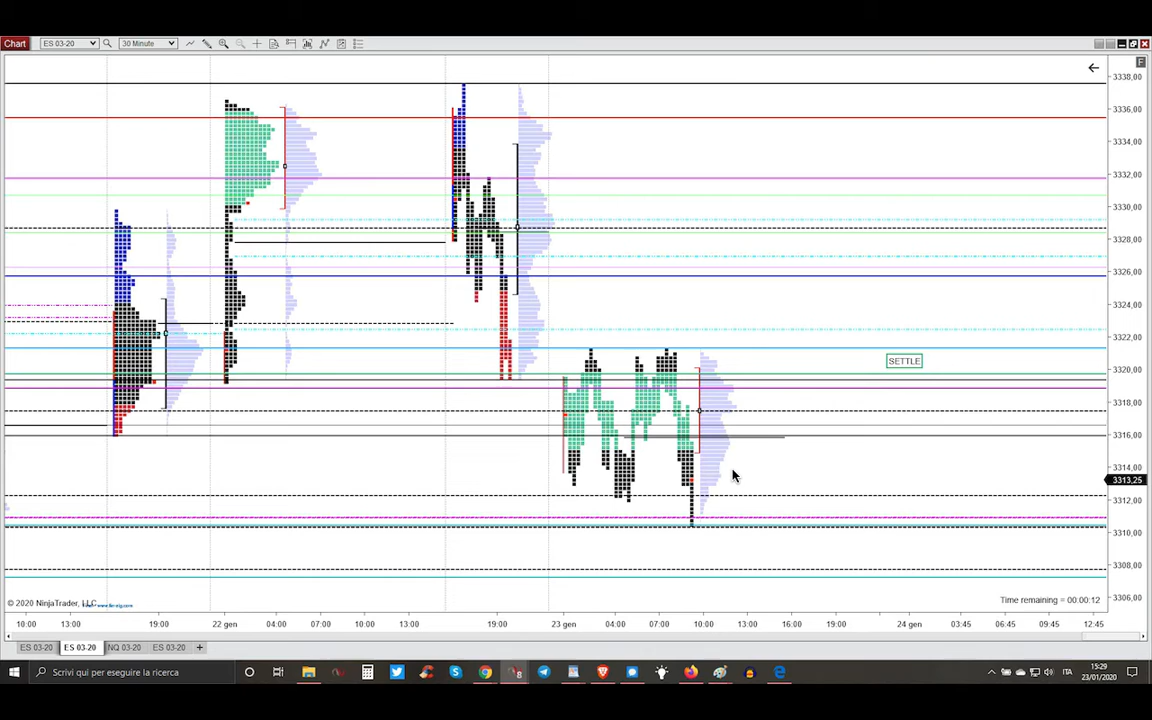 Chart ES 03-20 30 Minute
F
3338,00
3336,00
3334,00
3332,00
3330,00
3328,00
3326,00
3324,00
3322,00
SETTLE
3320,00
3318,00
3316,00
3314,00
3313,25
3312,00
3310,00
3308,00
3306,00
© 2020 NinjaTrader, LLC
Time remaining = 00:00:12
10:00 13:00 19:00 22 gen 04:00 07:00 10:00 13:00 19:00 23 gen 04:00 07:00 10:00 13:00 16:00 19:00 24 gen 03:45 06:45 09:45 12:45
ES 03-20 ES 03-20 NQ 03-20 ES 03-20 +
Scrivi qui per eseguire la ricerca
8
ITA
15:29
23/01/2020